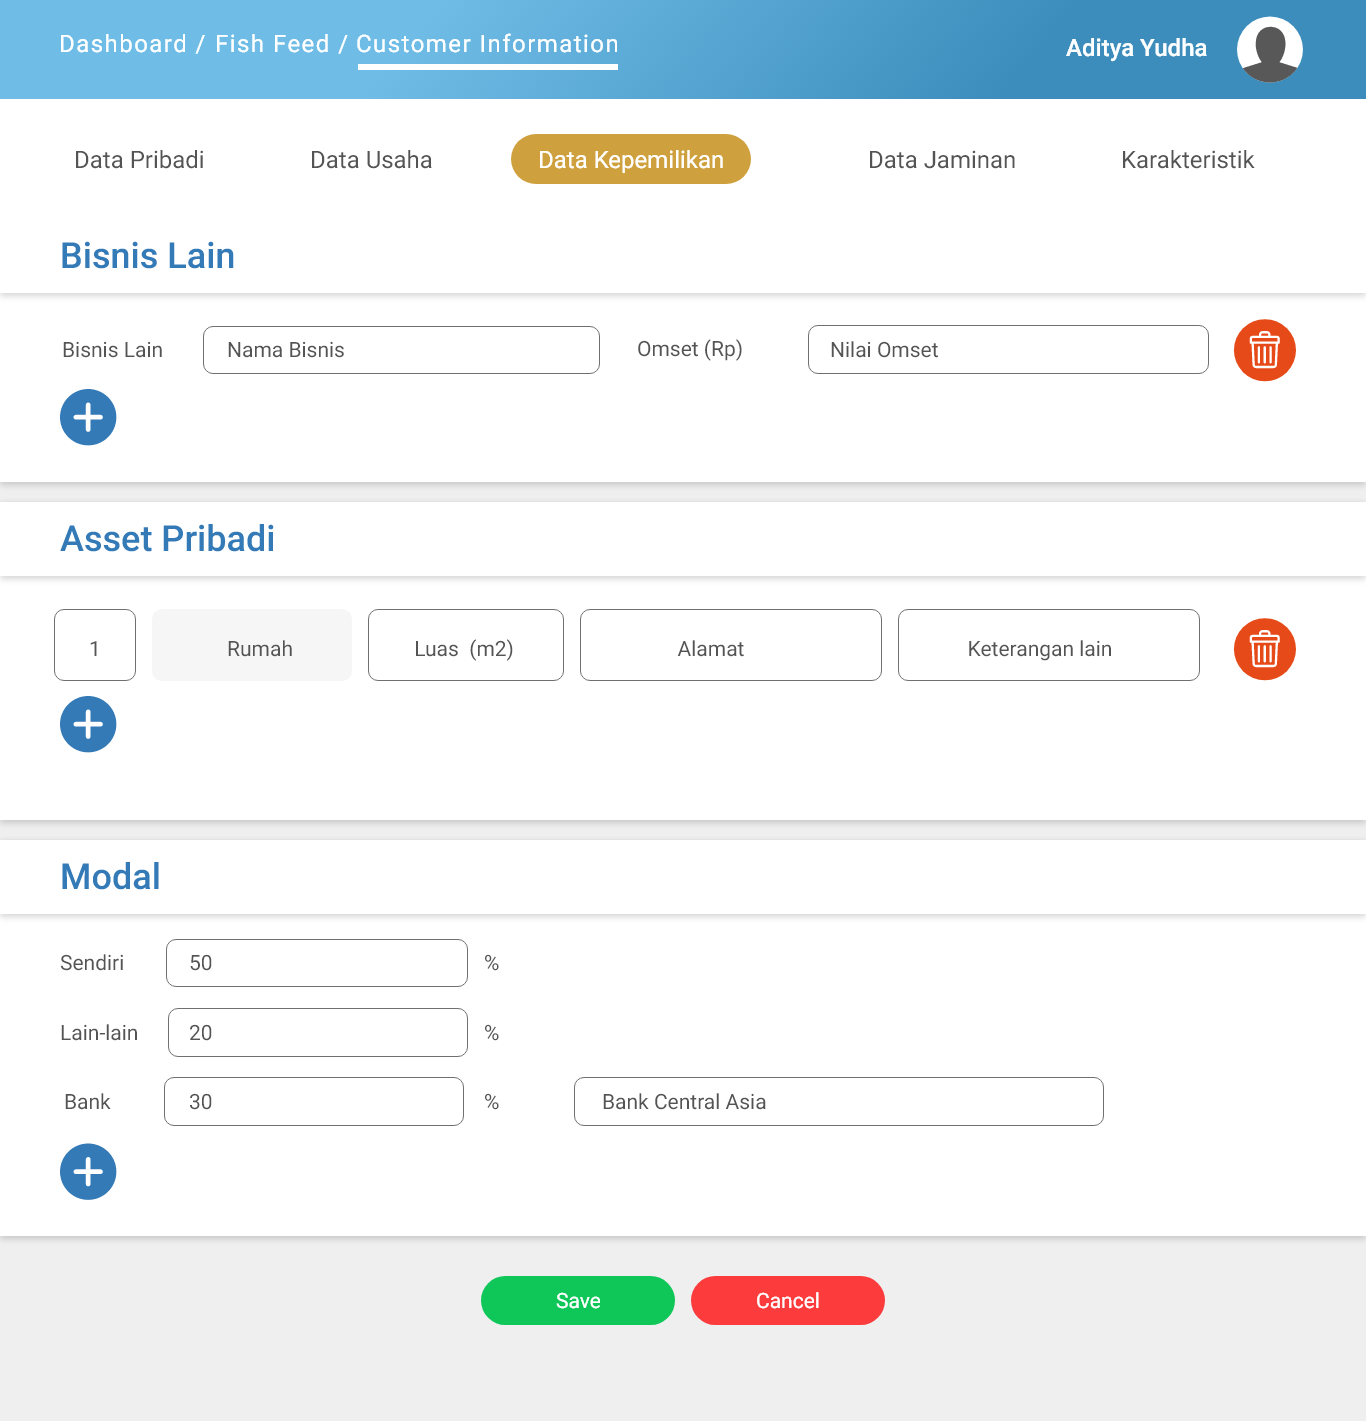 Dashboard / Fish Feed / Customer Information
Aditya Yudha
Data Pribadi
Data Usaha
Data Kepemilikan
Data Jaminan
Karakteristik
Bisnis Lain
Bisnis Lain
Nama Bisnis
Omset (Rp)
Nilai Omset
Asset Pribadi
1
Rumah
Luas (m2)
Alamat
Keterangan lain
Modal
Sendiri
50
%
Lain-lain
20
%
Bank
30
%
Bank Central Asia
Save
Cancel